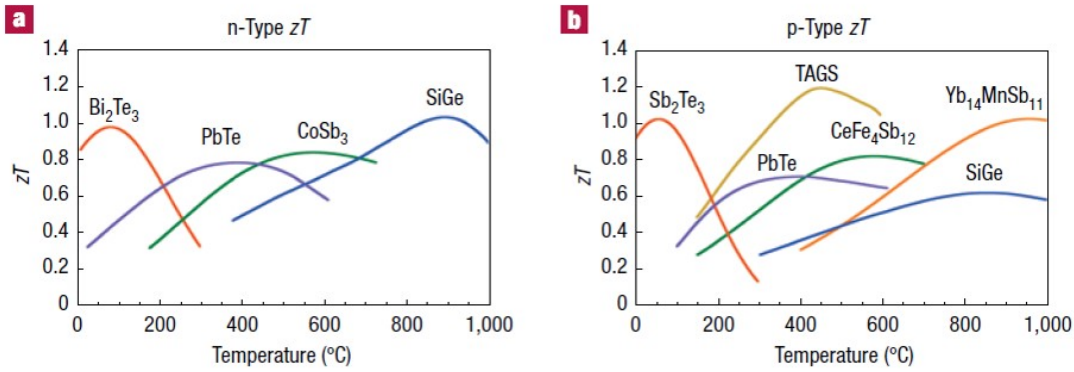 a
n-Type zT
1.4
1.2
1.0
0.8
0.6
0.4
0.2
0
zT
Bi₂Te₃
PbTe
CoSb₃
SiGe
0 200 400 600 800 1,000
Temperature (°C)
b
p-Type zT
1.4
1.2
1.0
0.8
0.6
0.4
0.2
0
zT
TAGS
Sb₂Te₃
Yb₁₄MnSb₁₁
CeFe₄Sb₁₂
PbTe
SiGe
0 200 400 600 800 1,000
Temperature (°C)